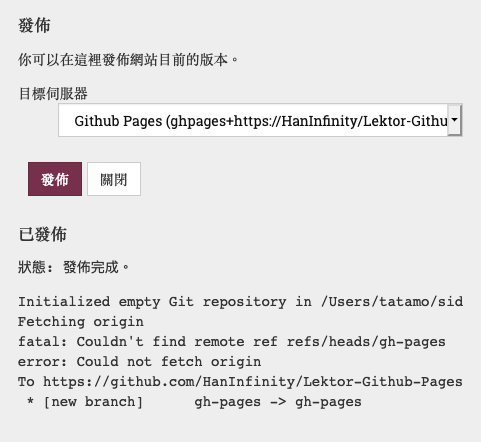 發佈
你可以在這裡發佈網站目前的版本。
目標伺服器
Github Pages (ghpages+https://HanInfinity/Lektor-Githu
發佈 關閉
已發佈
狀態: 發佈完成。
Initialized empty Git repository in /Users/tatamo/sid
Fetching origin
fatal: Couldn't find remote ref refs/heads/gh-pages
error: Could not fetch origin
To https://github.com/HanInfinity/Lektor-Github-Pages
 * [new branch]      gh-pages -> gh-pages